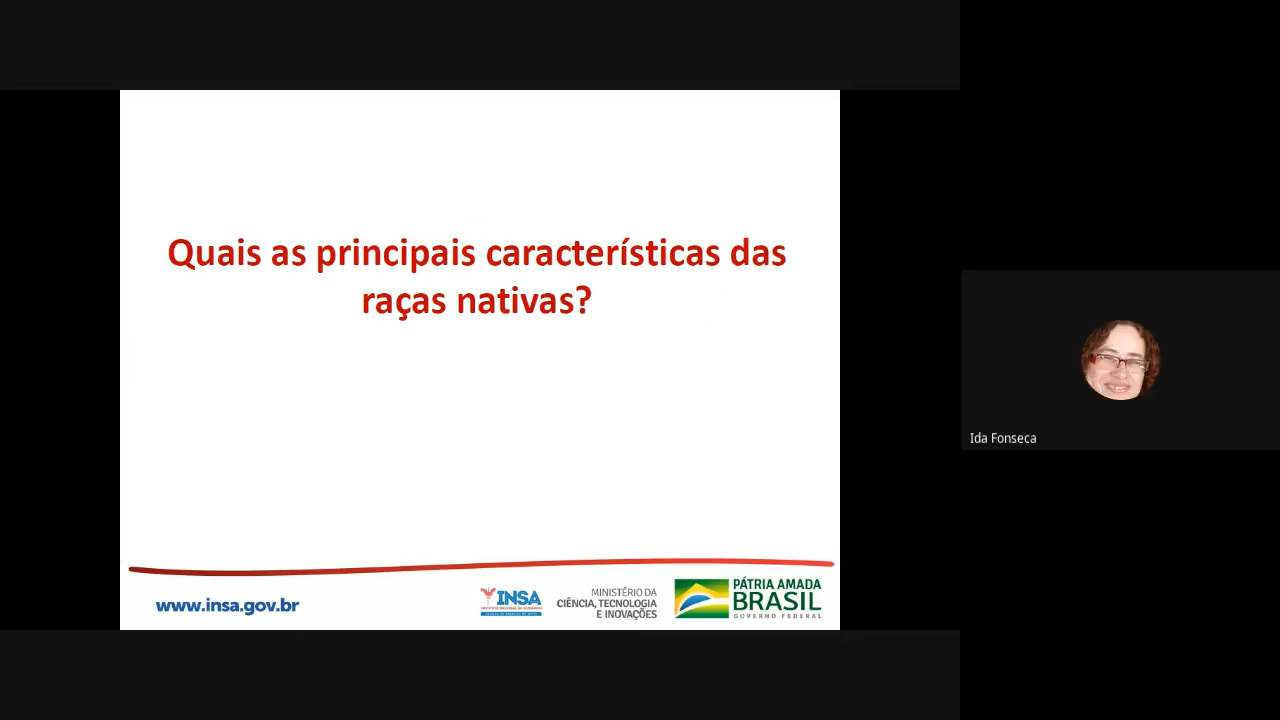 Quais as principais características das
raças nativas?
Ida Fonseca
www.insa.gov.br
INSA
MINISTÉRIO DA
CIÊNCIA, TECNOLOGIA
E INOVAÇÕES
PÁTRIA AMADA
BRASIL
GOVERNO FEDERAL